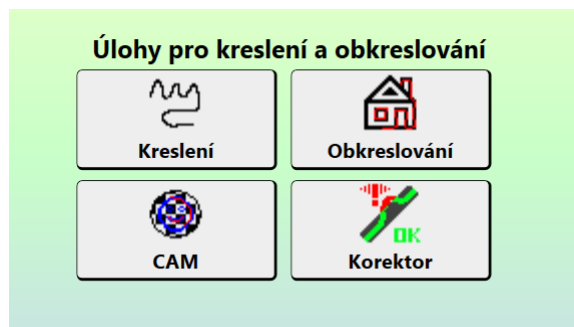 Úlohy pro kreslení a obkreslování
Kreslení
Obkreslování
CAM
OK
Korektor